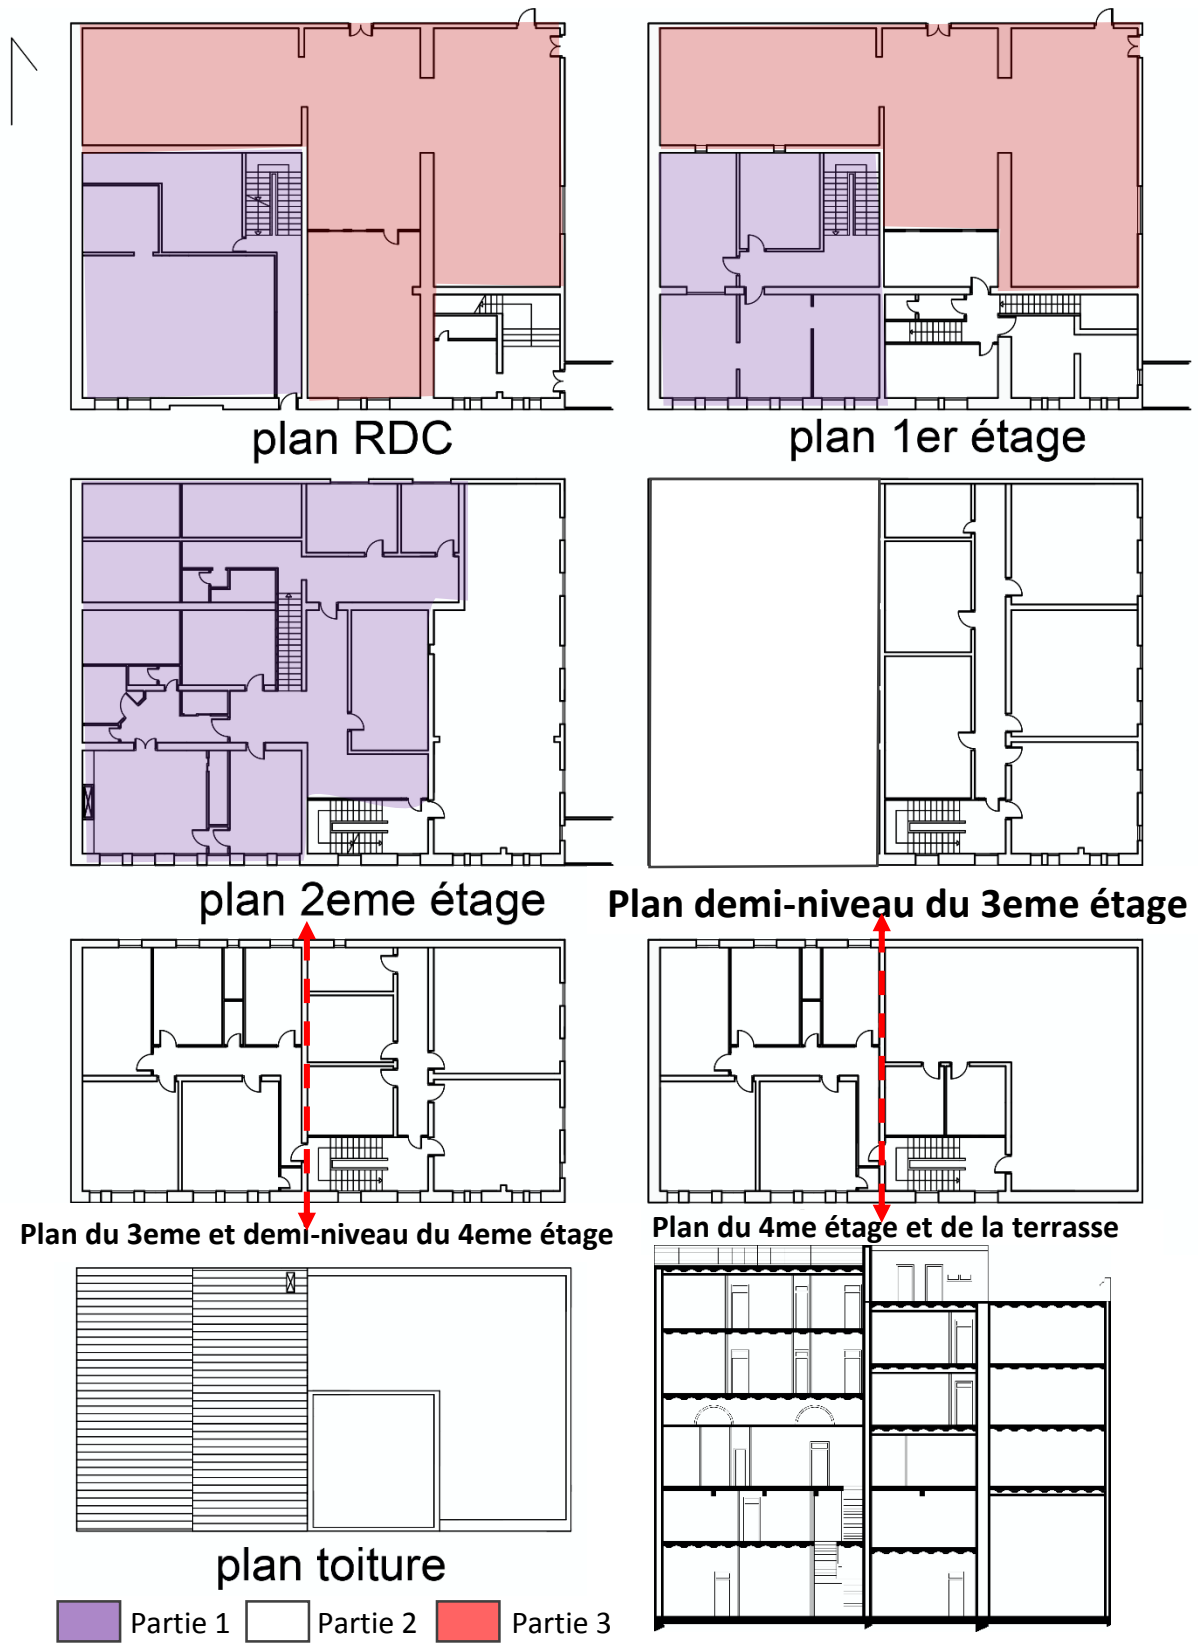 plan RDC
plan 1er étage
plan 2eme étage
Plan demi-niveau du 3eme étage
Plan du 3eme et demi-niveau du 4eme étage
Plan du 4me étage et de la terrasse
plan toiture
Partie 1
Partie 2
Partie 3